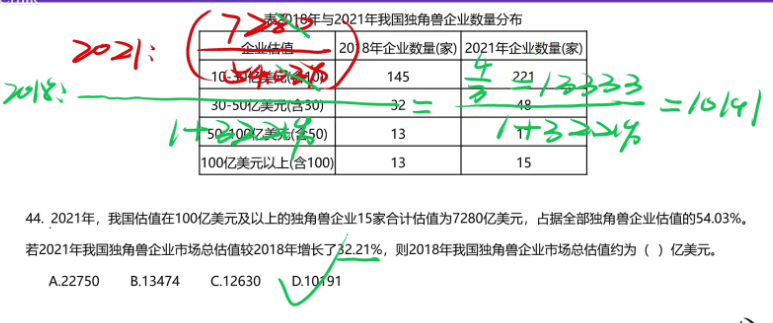 表2018年与2021年我国独角兽企业数量分布
企业估值 2018年企业数量(家) 2021年企业数量(家)
10-30亿美元(含10) 145 221
30-50亿美元(含30) 32 48
50-100亿美元(含50) 13 11
100亿美元以上(含100) 13 15
2021:
2018:
1+32.21%
=
4/3 = 13333
1+32.21%
=10191
44. 2021年，我国估值在100亿美元及以上的独角兽企业15家合计估值为7280亿美元，占据全部独角兽企业估值的54.03%。
若2021年我国独角兽企业市场总估值较2018年增长了32.21%，则2018年我国独角兽企业市场总估值约为（ ）亿美元。
A.22750 B.13474 C.12630 D.10191